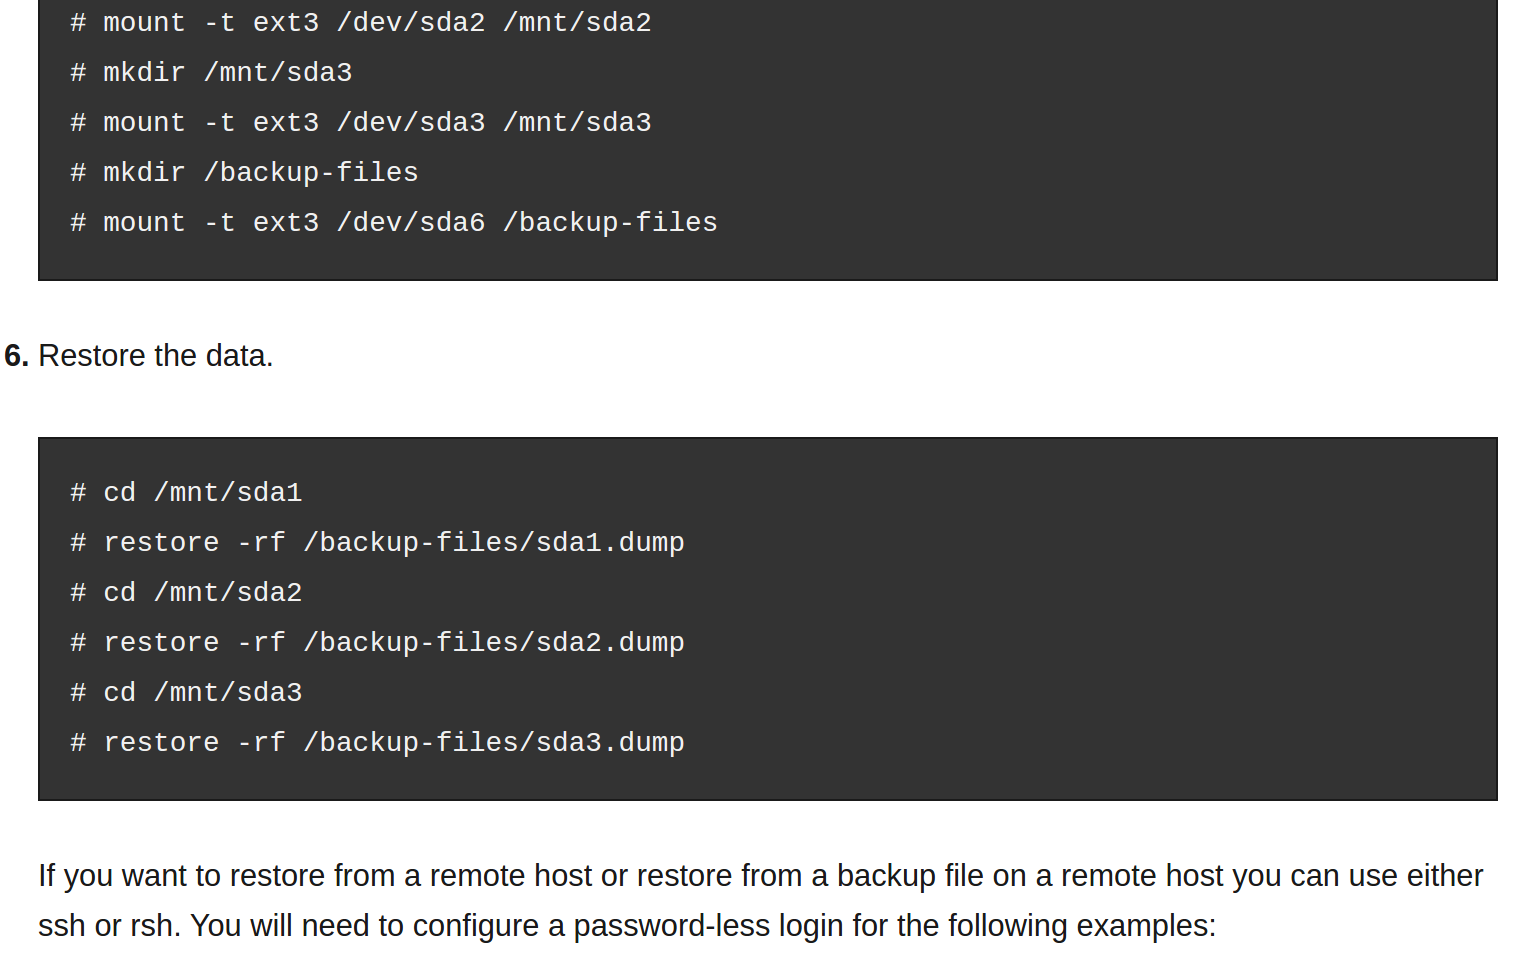 # mount -t ext3 /dev/sda2 /mnt/sda2
# mkdir /mnt/sda3
# mount -t ext3 /dev/sda3 /mnt/sda3
# mkdir /backup-files
# mount -t ext3 /dev/sda6 /backup-files
6. Restore the data.
# cd /mnt/sda1
# restore -rf /backup-files/sda1.dump
# cd /mnt/sda2
# restore -rf /backup-files/sda2.dump
# cd /mnt/sda3
# restore -rf /backup-files/sda3.dump
If you want to restore from a remote host or restore from a backup file on a remote host you can use either
ssh or rsh. You will need to configure a password-less login for the following examples: